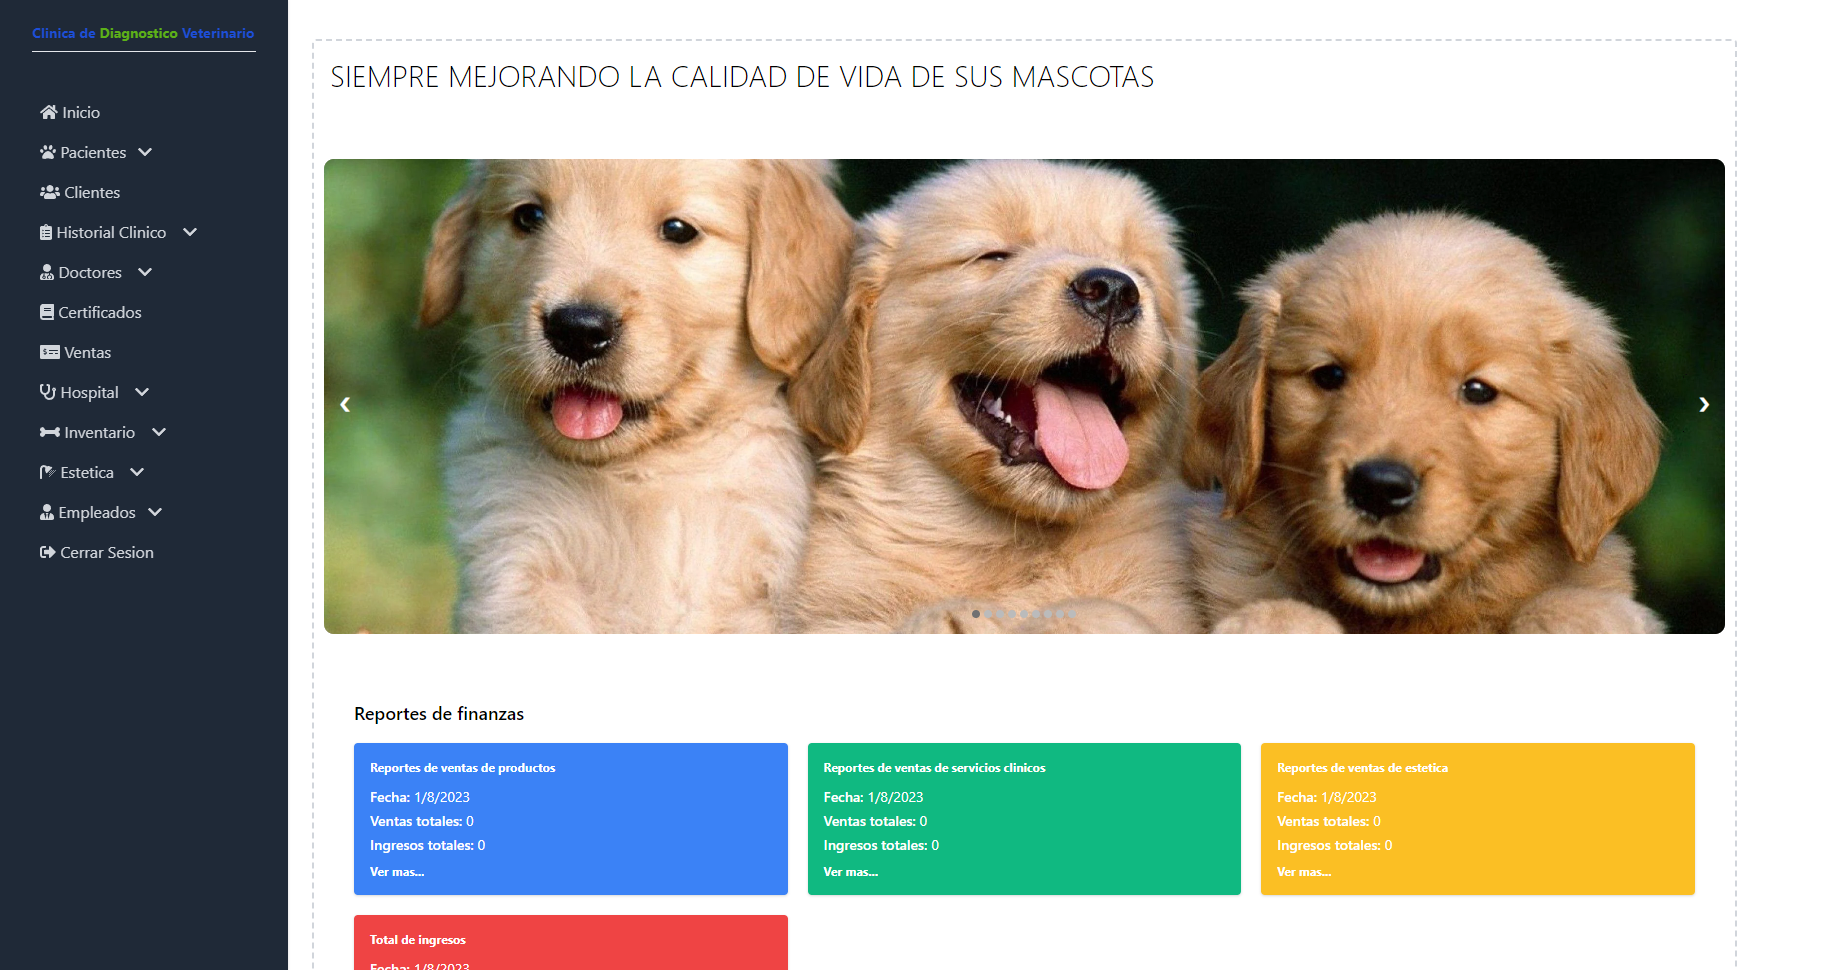 Clinica de Diagnostico Veterinario
Inicio
Pacientes
Clientes
Historial Clinico
Doctores
Certificados
Ventas
Hospital
Inventario
Estetica
Empleados
Cerrar Sesion
SIEMPRE MEJORANDO LA CALIDAD DE VIDA DE SUS MASCOTAS
Reportes de finanzas
Reportes de ventas de productos
Fecha: 1/8/2023
Ventas totales: 0
Ingresos totales: 0
Ver mas...
Reportes de ventas de servicios clinicos
Fecha: 1/8/2023
Ventas totales: 0
Ingresos totales: 0
Ver mas...
Reportes de ventas de estetica
Fecha: 1/8/2023
Ventas totales: 0
Ingresos totales: 0
Ver mas...
Total de ingresos
Fecha: 1/8/2023